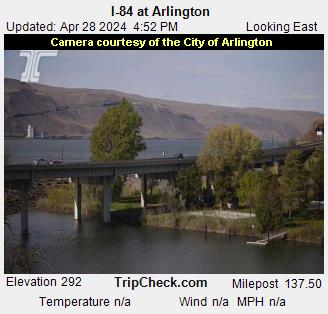 I-84 at Arlington
Updated: Apr 28 2024 4:52 PM Looking East
Camera courtesy of the City of Arlington
Elevation 292 TripCheck.com Milepost 137.50
Temperature n/a Wind n/a MPH n/a